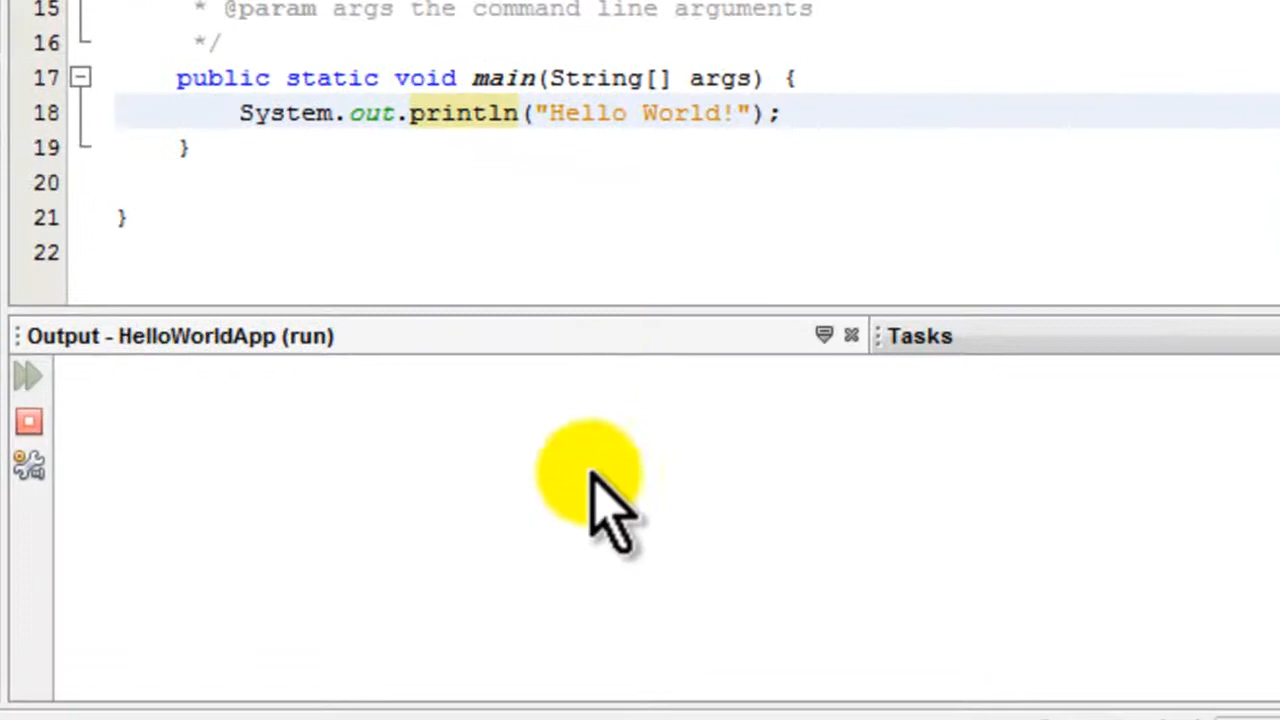 15 * @param args the command line arguments
16 */
17 public static void main(String[] args) {
18 System.out.println("Hello World!");
19 }
20
21 }
22
Output - HelloWorldApp (run)
Tasks